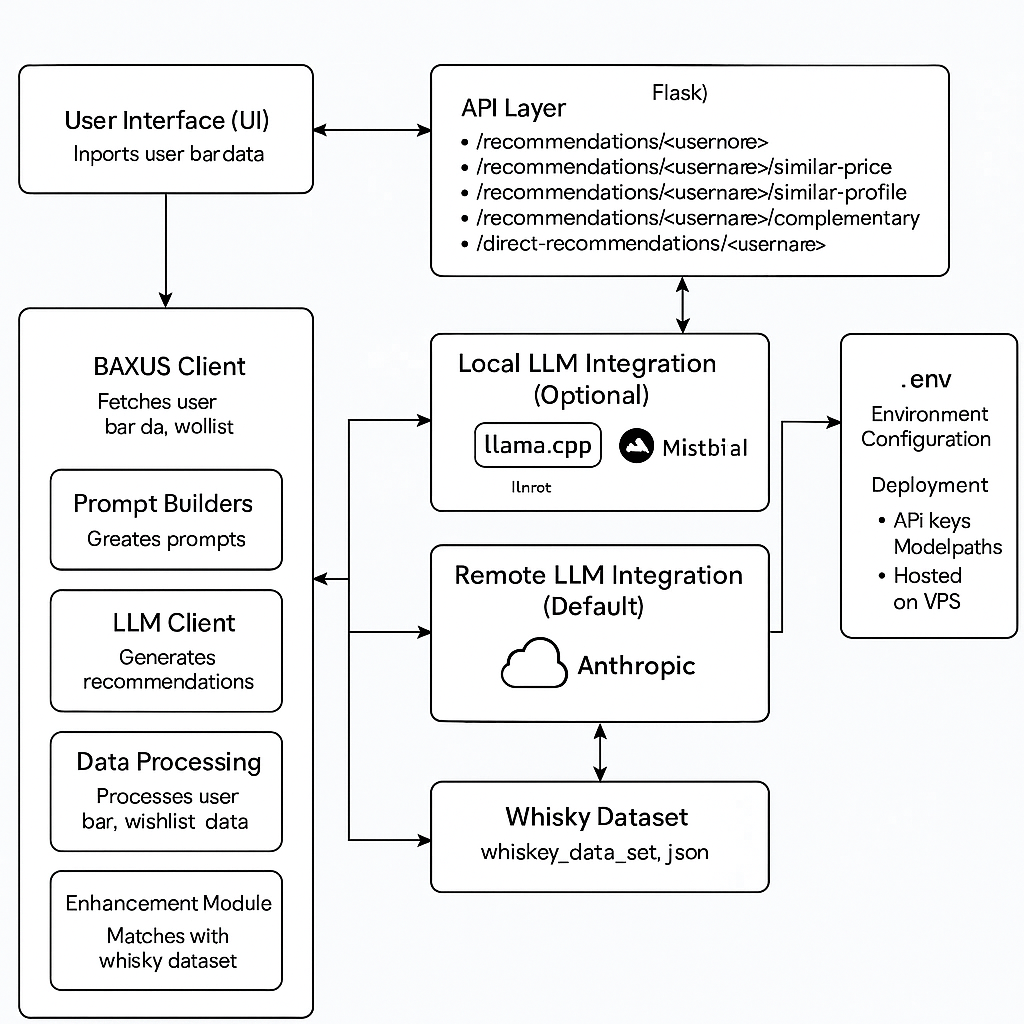 User Interface (UI)
Inports user bar data
Flask)
API Layer
• /recommendations/<usernore>
• /recommendations/<usernare>/similar-price
• /recommendations/<usernare>/similar-profile
• /recommendations/<usernare>/complementary
• /direct-recommendations/<usernare>
BAXUS Client
Fetches user
bar da, wollist
Prompt Builders
Greates prompts
LLM Client
Generates
recommendations
Data Processing
Processes user
bar, wishlist data
Enhancement Module
Matches with
whisky dataset
Local LLM Integration
(Optional)
llama.cpp
Mistbial
Ilnrot
Remote LLM Integration
(Default)
Anthropic
Whisky Dataset
whiskey_data_set, json
.env
Environment
Configuration
Deployment
• APi keys
Modelpaths
• Hosted
on VPS